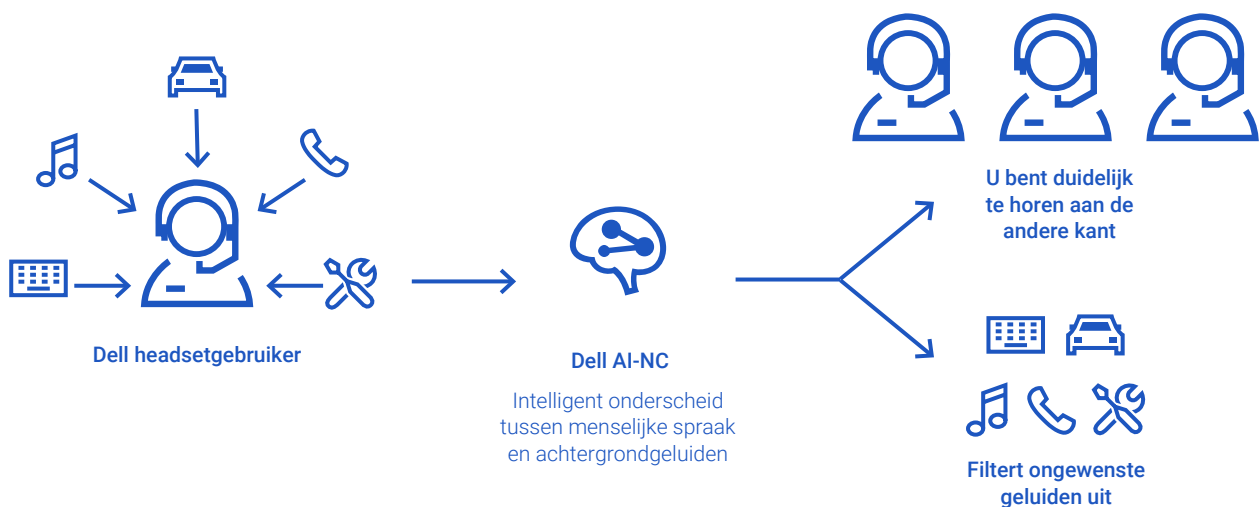 Dell headsetgebruiker
Dell AI-NC
Intelligent onderscheid
tussen menselijke spraak
en achtergrondgeluiden
U bent duidelijk
te horen aan de
andere kant
Filtert ongewenste
geluiden uit